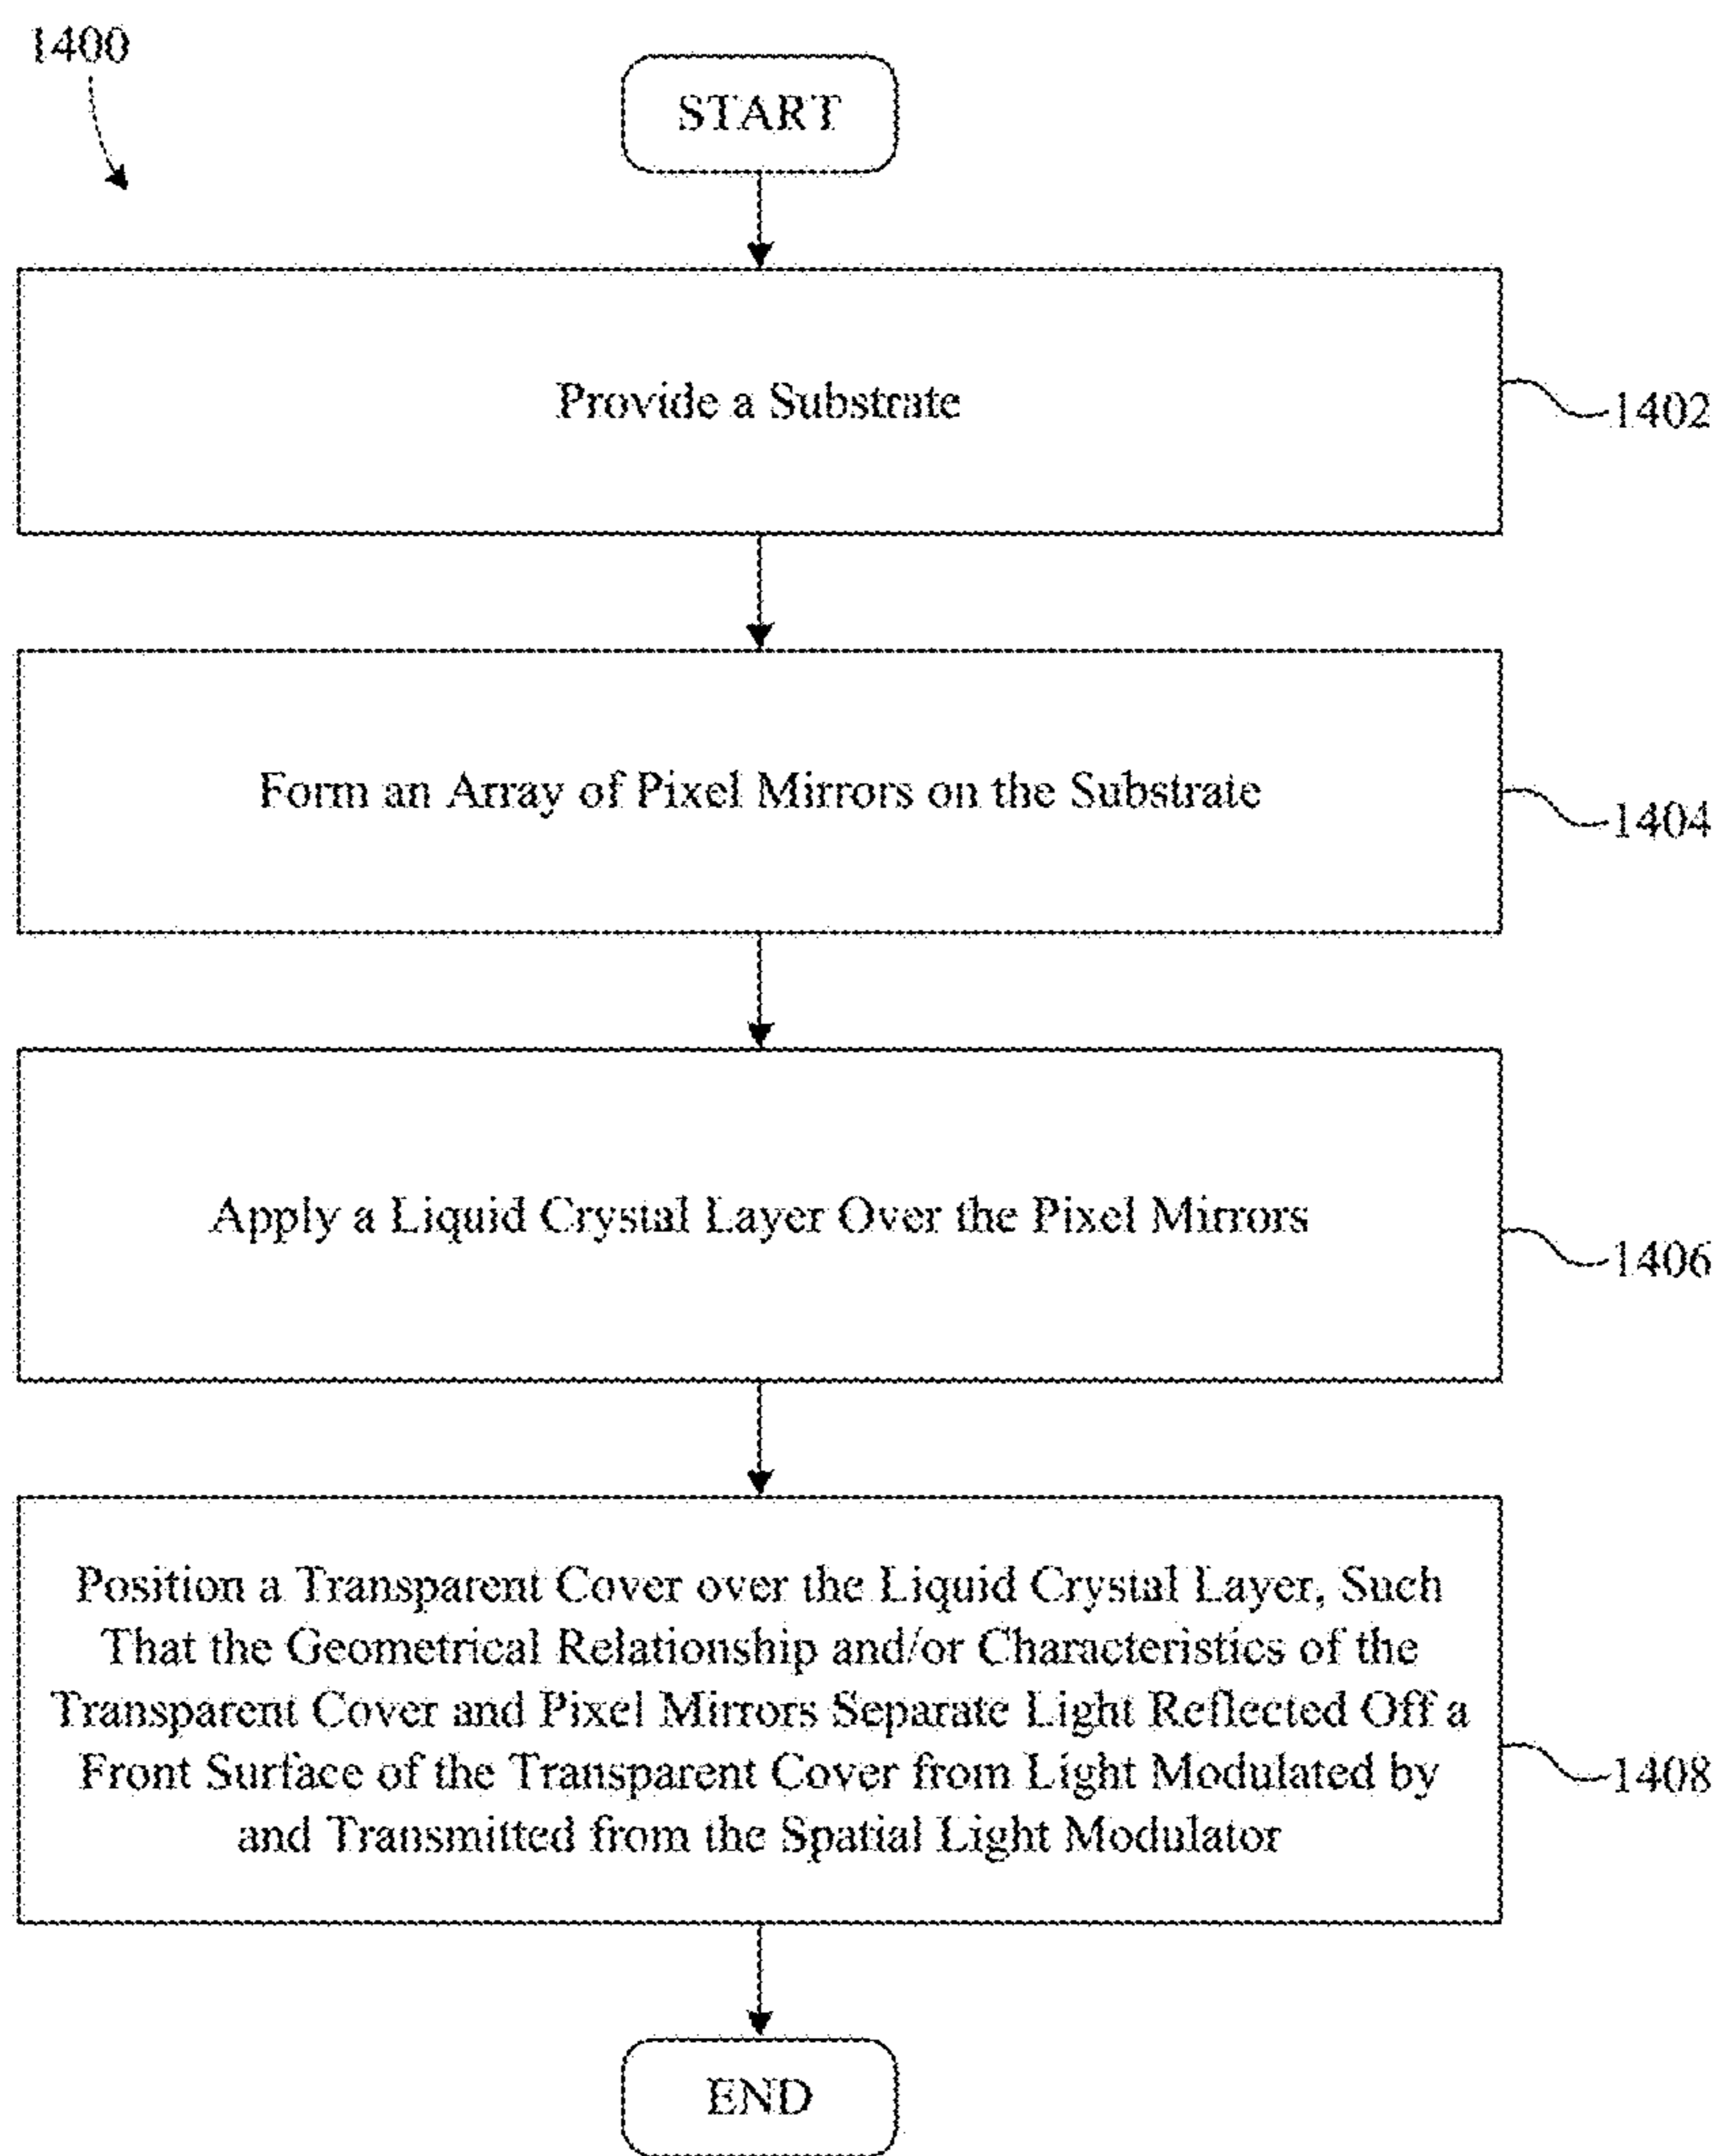 1400
START
Provide a Substrate
1402
Form an Array of Pixel Mirrors on the Substrate
1404
Apply a Liquid Crystal Layer Over the Pixel Mirrors
1406
Position a Transparent Cover over the Liquid Crystal Layer, Such
That the Geometrical Relationship and/or Characteristics of the
Transparent Cover and Pixel Mirrors Separate Light Reflected Off a
Front Surface of the Transparent Cover from Light Modulated by
and Transmitted from the Spatial Light Modulator
1408
END